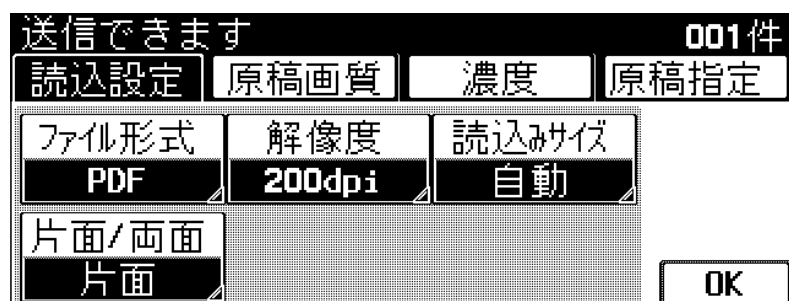 送信できます 001件
読込設定 原稿画質 濃度 原稿指定
ファイル形式 解像度 読込みサイズ
PDF 200dpi 自動
片面/両面
片面 OK